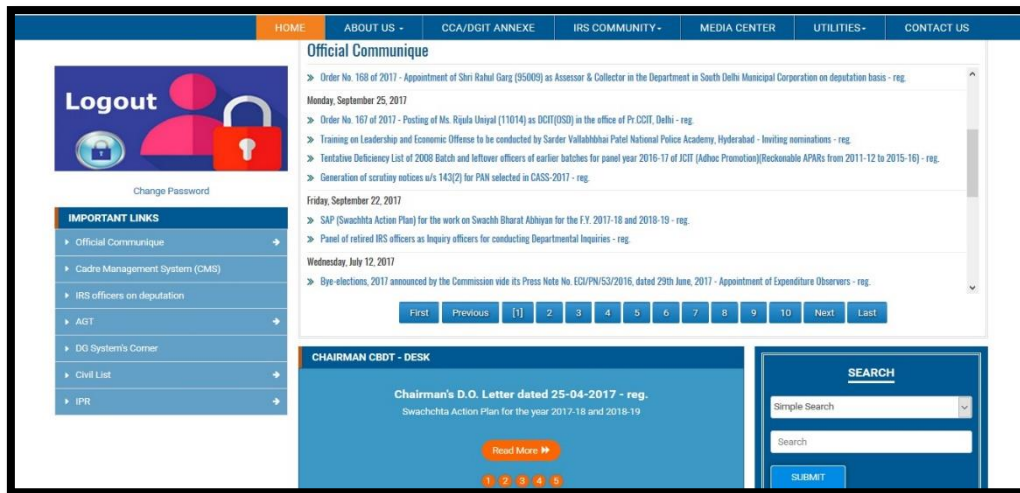 HOME ABOUT US CCA/DGIT ANNEXE IRS COMMUNITY MEDIA CENTER UTILITIES CONTACT US
Official Communique
Order No. 168 of 2017 - Appointment of Shri Rahul Garg (95009) as Assessor & Collector in the Department in South Delhi Municipal Corporation on deputation basis - reg.
Monday, September 25, 2017
Order No. 167 of 2017 - Posting of Ms. Rijula Uniyal (11014) as DCIT(OSD) in the office of Pr.CCIT, Delhi - reg.
Training on Leadership and Economic Offense to be conducted by Sarder Vallabhbhai Patel National Police Academy, Hyderabad - Inviting nominations - reg.
Tentative Deficiency List of 2008 Batch and leftover officers of earlier batches for panel year 2016-17 of JCIT (Adhoc Promotion)(Reckonable APARs from 2011-12 to 2015-16) - reg.
Generation of scrutiny notices u/s 143(2) for PAN selected in CASS-2017 - reg.
Friday, September 22, 2017
SAP (Swachhta Action Plan) for the work on Swachh Bharat Abhiyan for the F.Y. 2017-18 and 2018-19 - reg.
Panel of retired IRS officers as Inquiry officers for conducting Departmental Inquiries - reg.
Wednesday, July 12, 2017
Bye-elections, 2017 announced by the Commission vide its Press Note No. ECI/PN/53/2016, dated 29th June, 2017 - Appointment of Expenditure Observers - reg.
First Previous [1] 2 3 4 5 6 7 8 9 10 Next Last
Logout
Change Password
IMPORTANT LINKS
Official Communique
Cadre Management System (CMS)
IRS officers on deputation
AGT
DG System's Corner
Civil List
IPR
CHAIRMAN CBDT - DESK
Chairman's D.O. Letter dated 25-04-2017 - reg.
Swachchta Action Plan for the year 2017-18 and 2018-19
Read More
1 2 3 4 5
SEARCH
Simple Search
Search
SUBMIT